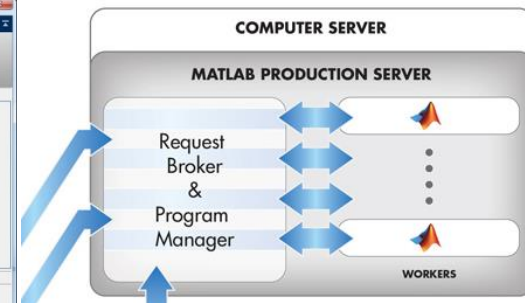 COMPUTER SERVER
MATLAB PRODUCTION SERVER
Request
Broker
&
Program
Manager
WORKERS